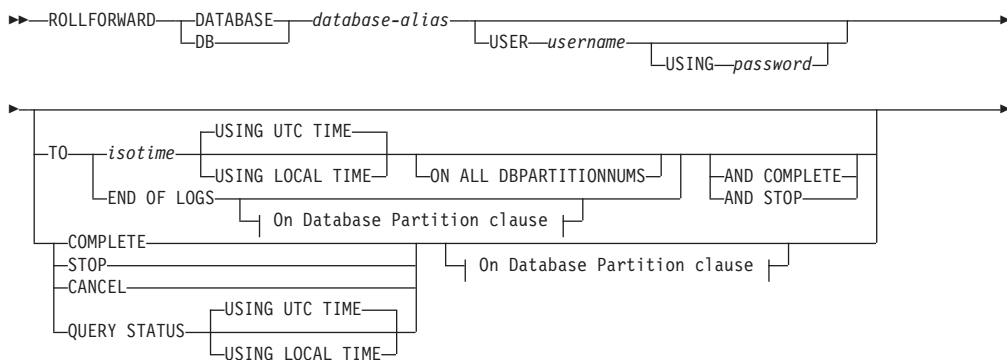 ROLLFORWARD DATABASE database-alias
DB USER username
USING password
USING UTC TIME
TO isotime
USING LOCAL TIME ON ALL DBPARTITIONNUMS AND COMPLETE
END OF LOGS AND STOP
On Database Partition clause
COMPLETE
STOP On Database Partition clause
CANCEL
USING UTC TIME
QUERY STATUS
USING LOCAL TIME